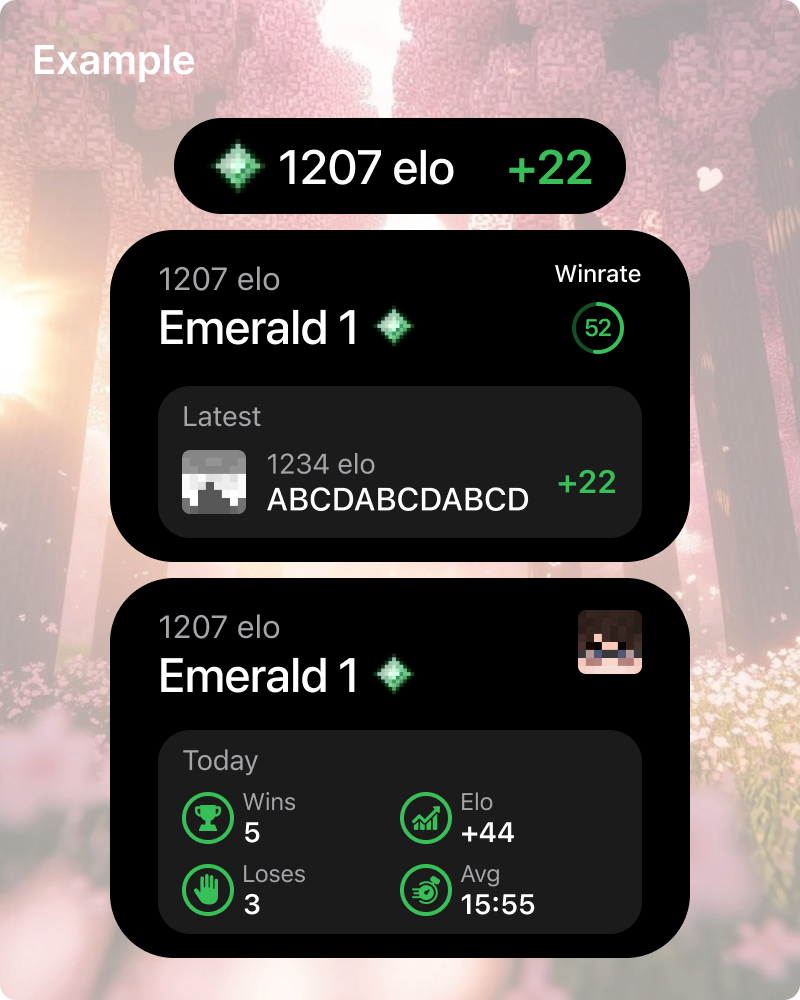 Example
1207 elo +22
1207 elo
Emerald 1
Winrate
52
Latest
1234 elo
ABCDABCDABCD
+22
1207 elo
Emerald 1
Today
Wins
5
Elo
+44
Loses
3
Avg
15:55